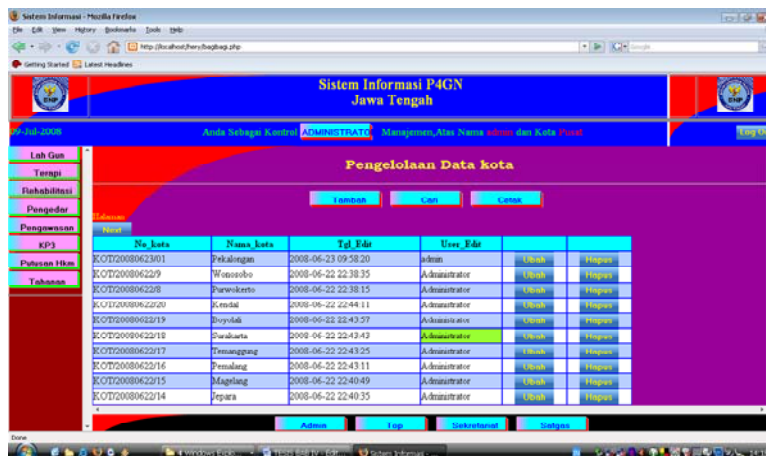 Sistem Informasi - Mozilla Firefox
File Edit View History Bookmarks Tools Help
http://localhost/hery/bagbagi.php
Google
Getting Started Latest Headlines
Sistem Informasi P4GN
Jawa Tengah
BNP
BNP
09-Jul-2008
Anda Sebagai Kontrol ADMINISTRATO Manajemen,Atas Nama admin dan Kota Pusat
Log Ou
Lah Gun
Terapi
Rehabilitasi
Pengedar
Pengawasan
KP3
Putusan Hkm
Tahanan
Pengelolaan Data kota
Tambah Cari Cetak
Halaman
Next
No_kota Nama_kota Tgl_Edit User_Edit
KOT/20080623/01 Pekalongan 2008-06-23 09:58:20 admin Ubah Hapus
KOT/20080622/9 Wonosobo 2008-06-22 22:38:35 Administrator Ubah Hapus
KOT/20080622/8 Purwokerto 2008-06-22 22:38:15 Administrator Ubah Hapus
KOT/20080622/20 Kendal 2008-06-22 22:44:11 Administrator Ubah Hapus
KOT/20080622/19 Boyolali 2008-06-22 22:43:57 Administrator Ubah Hapus
KOT/20080622/18 Surakarta 2008-06-22 22:43:43 Administrator Ubah Hapus
KOT/20080622/17 Temanggung 2008-06-22 22:43:25 Administrator Ubah Hapus
KOT/20080622/16 Pemalang 2008-06-22 22:43:11 Administrator Ubah Hapus
KOT/20080622/15 Magelang 2008-06-22 22:40:49 Administrator Ubah Hapus
KOT/20080622/14 Jepara 2008-06-22 22:40:35 Administrator Ubah Hapus
Admin Top Sekretariat Satgas
Done
4 Windows Explo... TESIS BAB IV - Edit... Sistem Informasi - ...